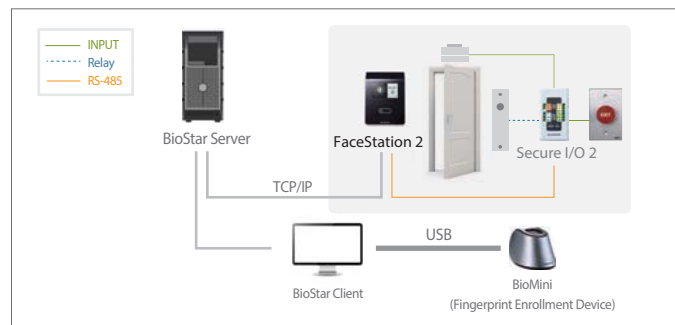 INPUT
Relay
RS-485
BioStar Server
FaceStation 2
Secure I/O 2
EXIT
TCP/IP
USB
BioStar Client
BioMini
(Fingerprint Enrollment Device)